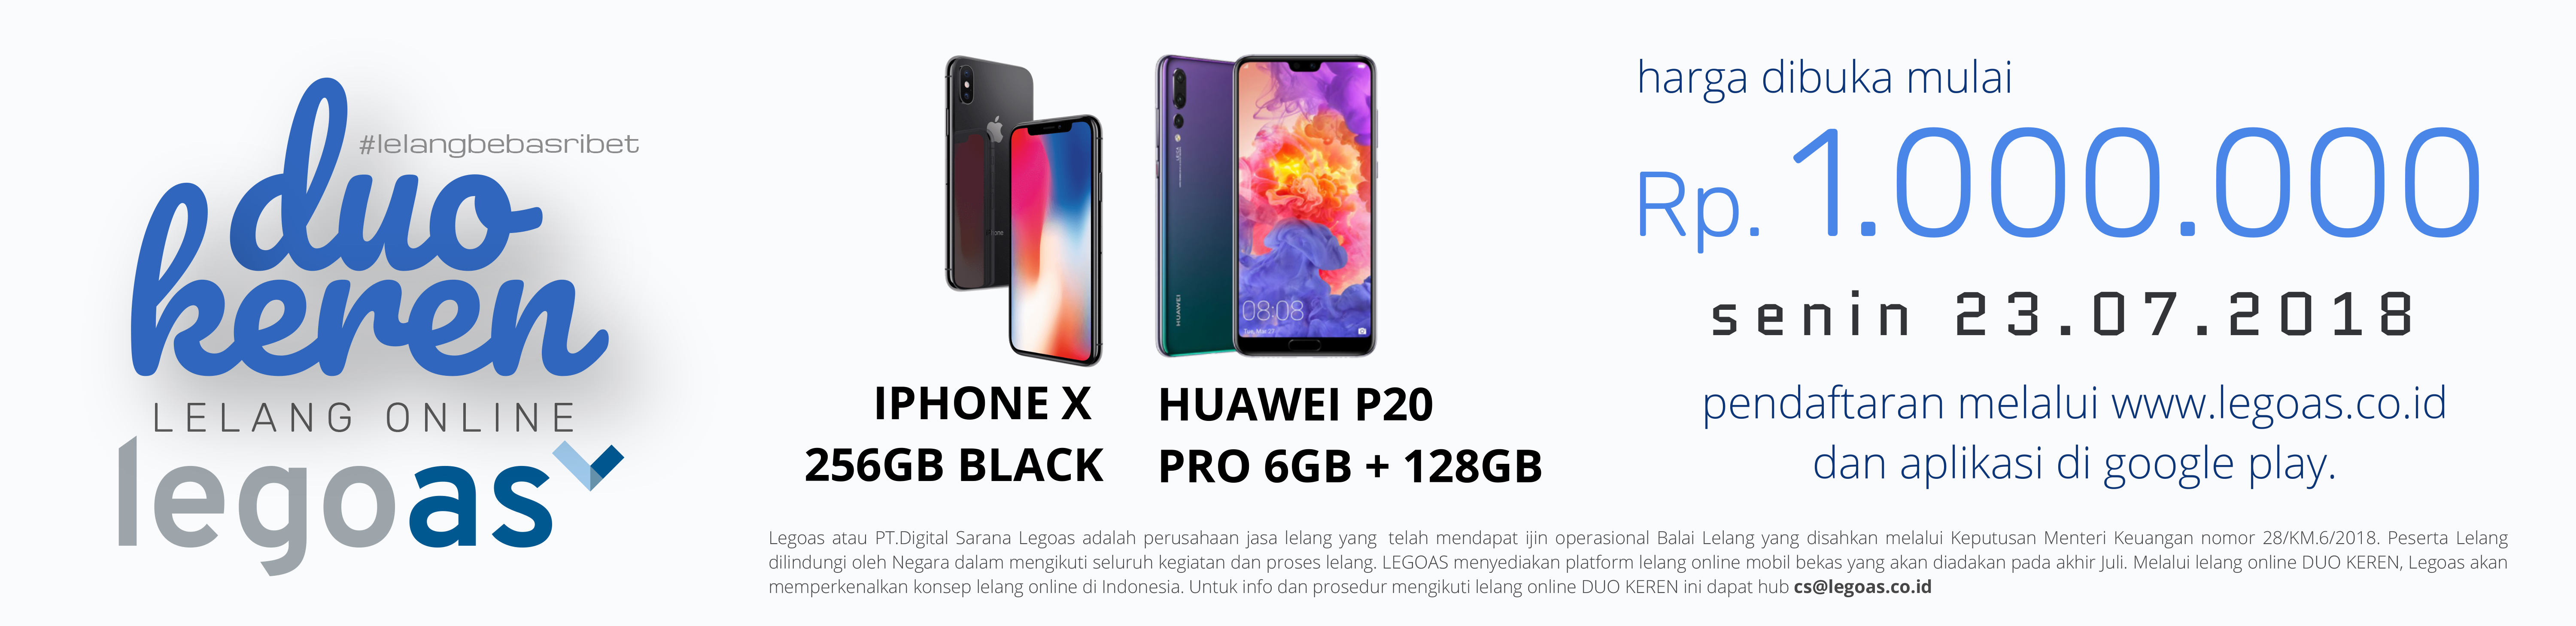 #lelangbebasribet
duo
keren
LELANG ONLINE
legoas
IPHONE X
256GB BLACK
HUAWEI
08:08
HUAWEI P20
PRO 6GB + 128GB
harga dibuka mulai
Rp. 1.000.000
senin 23.07.2018
pendaftaran melalui www.legoas.co.id
dan aplikasi di google play.
Legoas atau PT.Digital Sarana Legoas adalah perusahaan jasa lelang yang telah mendapat ijin operasional Balai Lelang yang disahkan melalui Keputusan Menteri Keuangan nomor 28/KM.6/2018. Peserta Lelang
dilindungi oleh Negara dalam mengikuti seluruh kegiatan dan proses lelang. LEGOAS menyediakan platform lelang online mobil bekas yang akan diadakan pada akhir Juli. Melalui lelang online DUO KEREN, Legoas akan
memperkenalkan konsep lelang online di Indonesia. Untuk info dan prosedur mengikuti lelang online DUO KEREN ini dapat hub cs@legoas.co.id